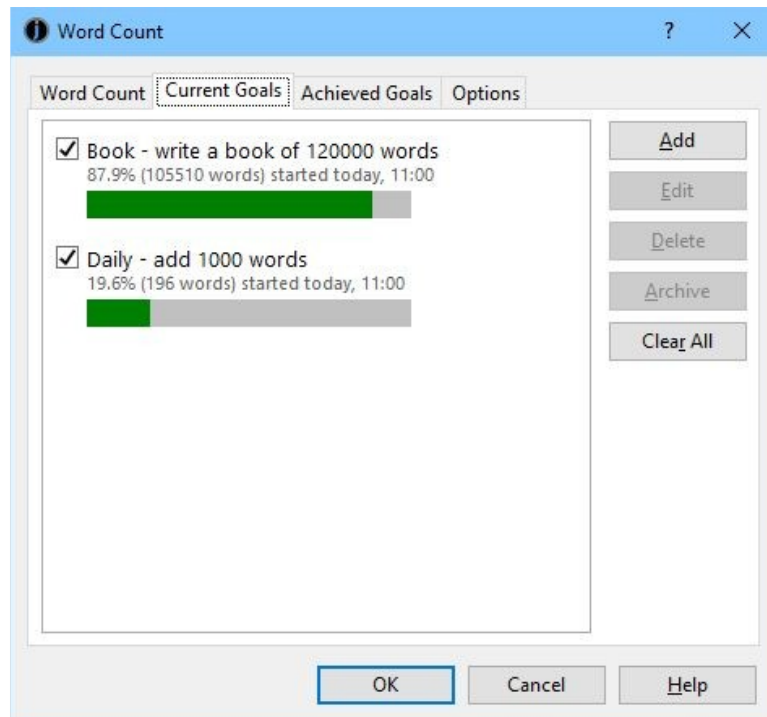 Word Count
?
Word Count Current Goals Achieved Goals Options
Book - write a book of 120000 words
87.9% (105510 words) started today, 11:00
Daily - add 1000 words
19.6% (196 words) started today, 11:00
Add
Edit
Delete
Archive
Clear All
OK Cancel Help